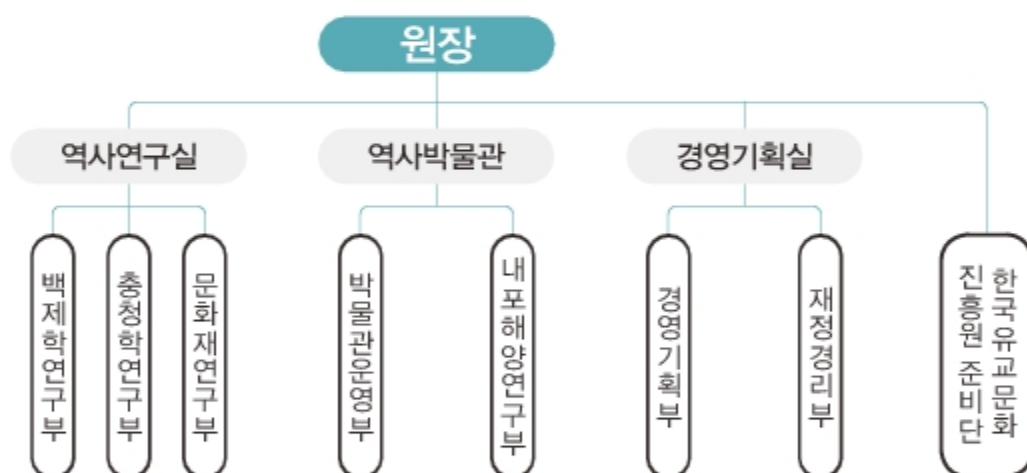 원장
역사연구실
역사박물관
경영기획실
백제학연구부
충청학연구부
문화재연구부
박물관운영부
내포해양연구부
경영기획부
재정경리부
한국유교문화
진흥원 준비단